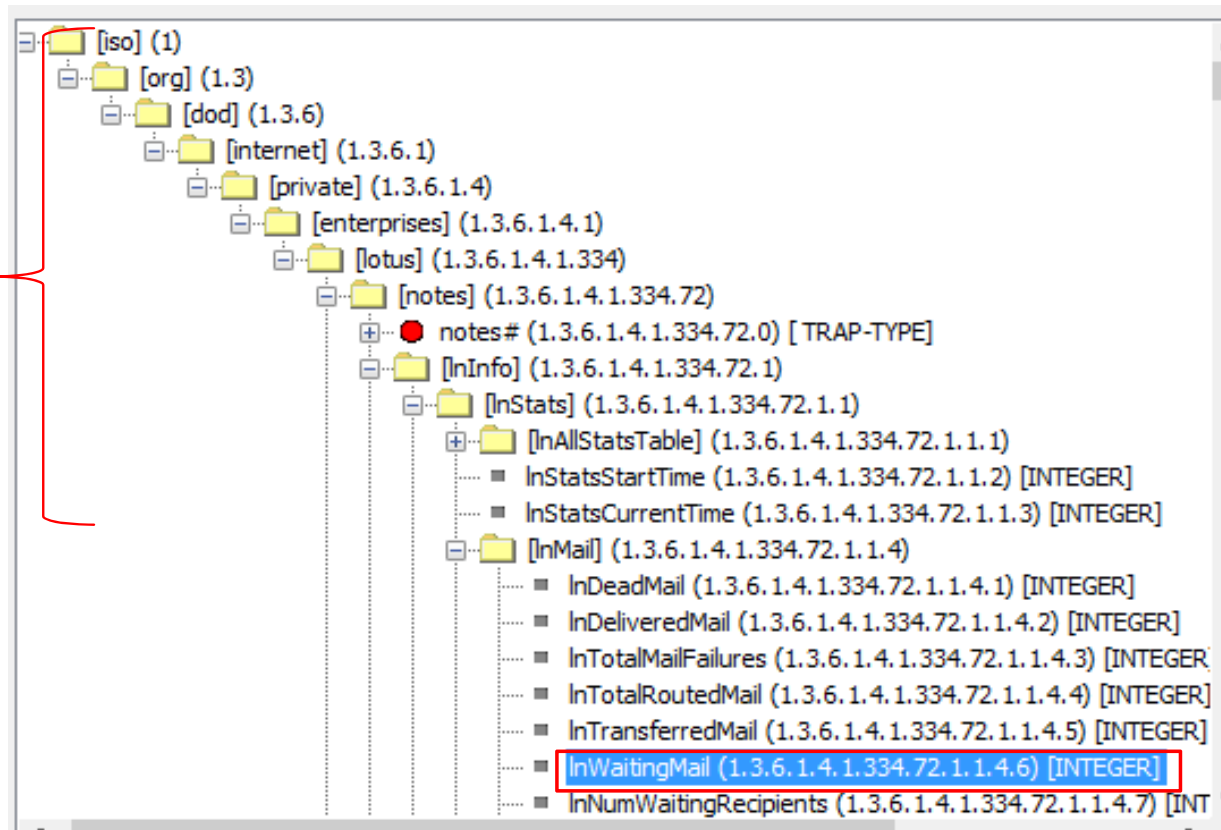 [iso] (1)
[org] (1.3)
[dod] (1.3.6)
[internet] (1.3.6.1)
[private] (1.3.6.1.4)
[enterprises] (1.3.6.1.4.1)
[lotus] (1.3.6.1.4.1.334)
[notes] (1.3.6.1.4.1.334.72)
notes# (1.3.6.1.4.1.334.72.0) [ TRAP-TYPE]
[lnInfo] (1.3.6.1.4.1.334.72.1)
[lnStats] (1.3.6.1.4.1.334.72.1.1)
[lnAllStatsTable] (1.3.6.1.4.1.334.72.1.1.1)
lnStatsStartTime (1.3.6.1.4.1.334.72.1.1.2) [INTEGER]
lnStatsCurrentTime (1.3.6.1.4.1.334.72.1.1.3) [INTEGER]
[lnMail] (1.3.6.1.4.1.334.72.1.1.4)
lnDeadMail (1.3.6.1.4.1.334.72.1.1.4.1) [INTEGER]
lnDeliveredMail (1.3.6.1.4.1.334.72.1.1.4.2) [INTEGER]
lnTotalMailFailures (1.3.6.1.4.1.334.72.1.1.4.3) [INTEGER
lnTotalRoutedMail (1.3.6.1.4.1.334.72.1.1.4.4) [INTEGER]
lnTransferredMail (1.3.6.1.4.1.334.72.1.1.4.5) [INTEGER]
lnWaitingMail (1.3.6.1.4.1.334.72.1.1.4.6) [INTEGER]
lnNumWaitingRecipients (1.3.6.1.4.1.334.72.1.1.4.7) [INT